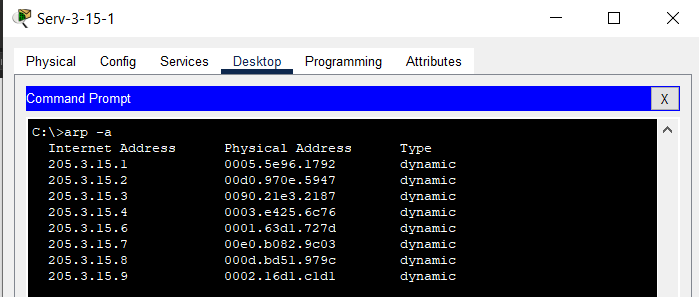 Serv-3-15-1
Physical Config Services Desktop Programming Attributes
Command Prompt X
C:\>arp -a
Internet Address Physical Address Type
205.3.15.1 0005.5e96.1792 dynamic
205.3.15.2 00d0.970e.5947 dynamic
205.3.15.3 0090.21e3.2187 dynamic
205.3.15.4 0003.e425.6c76 dynamic
205.3.15.6 0001.63d1.727d dynamic
205.3.15.7 00e0.b082.9c03 dynamic
205.3.15.8 000d.bd51.979c dynamic
205.3.15.9 0002.16d1.c1d1 dynamic